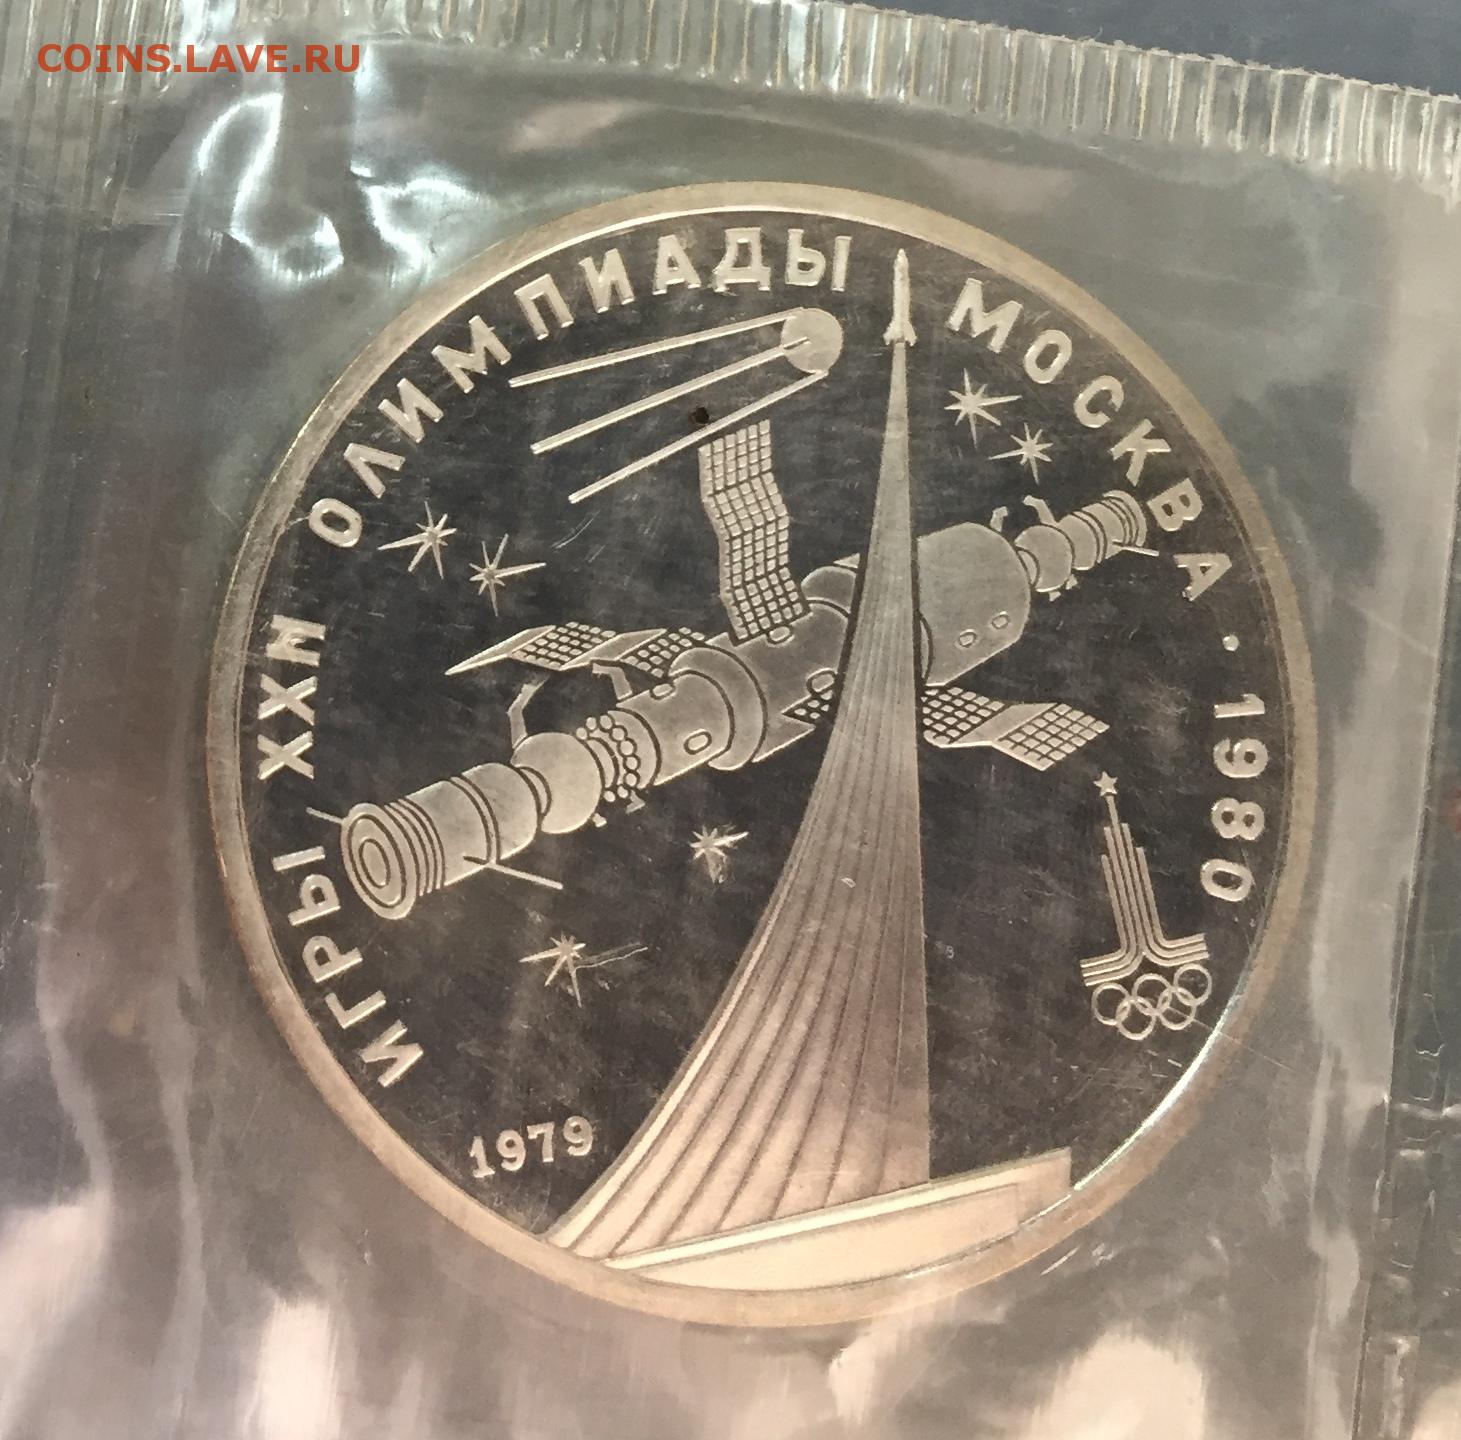 COINS.LAVE.RU
ИГРЫ XXII ОЛИМПИАДЫ МОСКВА · 1980
1979